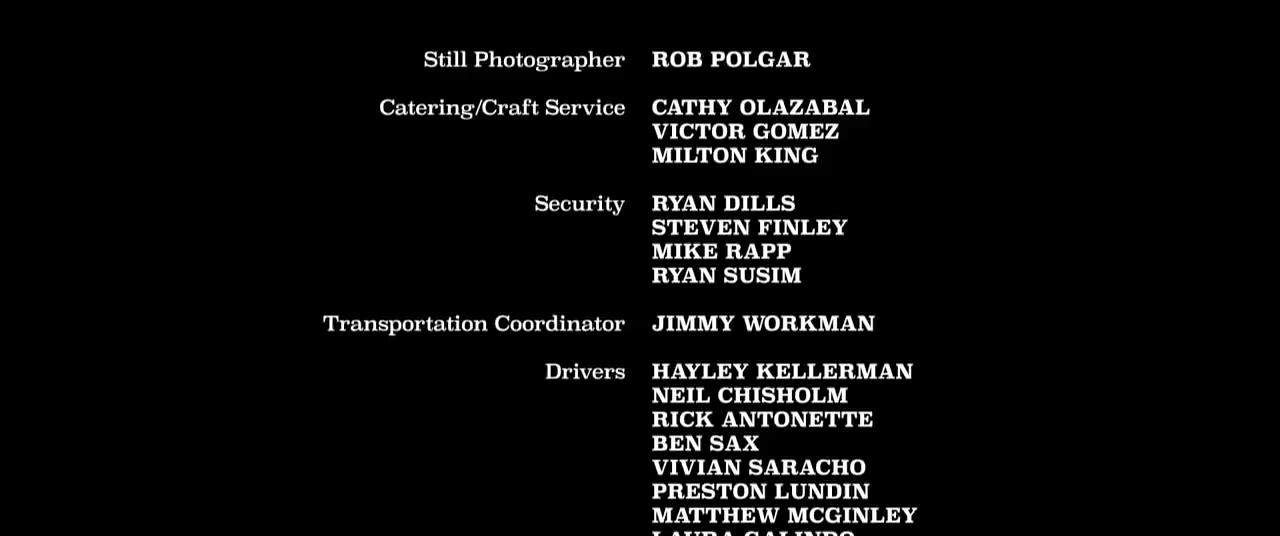 Still Photographer ROB POLGAR
Catering/Craft Service CATHY OLAZABAL
VICTOR GOMEZ
MILTON KING
Security RYAN DILLS
STEVEN FINLEY
MIKE RAPP
RYAN SUSIM
Transportation Coordinator JIMMY WORKMAN
Drivers HAYLEY KELLERMAN
NEIL CHISHOLM
RICK ANTONETTE
BEN SAX
VIVIAN SARACHO
PRESTON LUNDIN
MATTHEW MCGINLEY